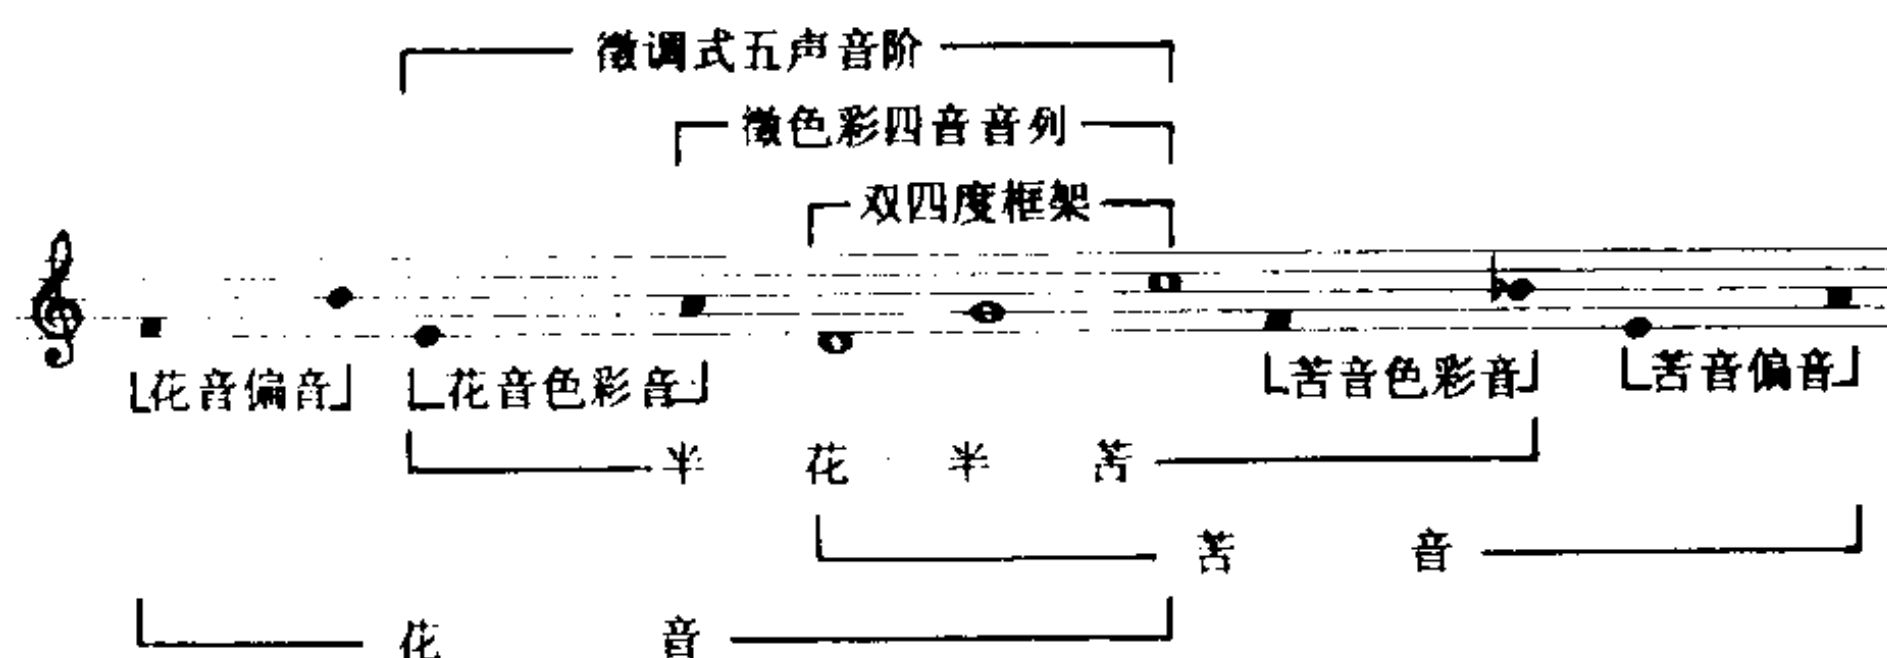 徵调式五声音阶
徵色彩四音音列
双四度框架
花音偏音 花音色彩音 苦音色彩音 苦音偏音
半花半苦
苦音
花音